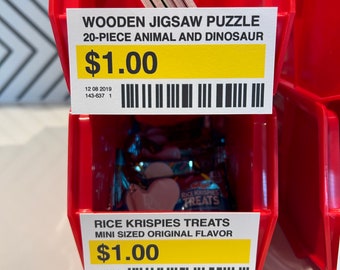 WOODEN JIGSAW PUZZLE
20-PIECE ANIMAL AND DINOSAUR
$1.00
12 08 2019
143-637 1
TREATS
RICE KRISPIES TREATS
MINI SIZED ORIGINAL FLAVOR
$1.00